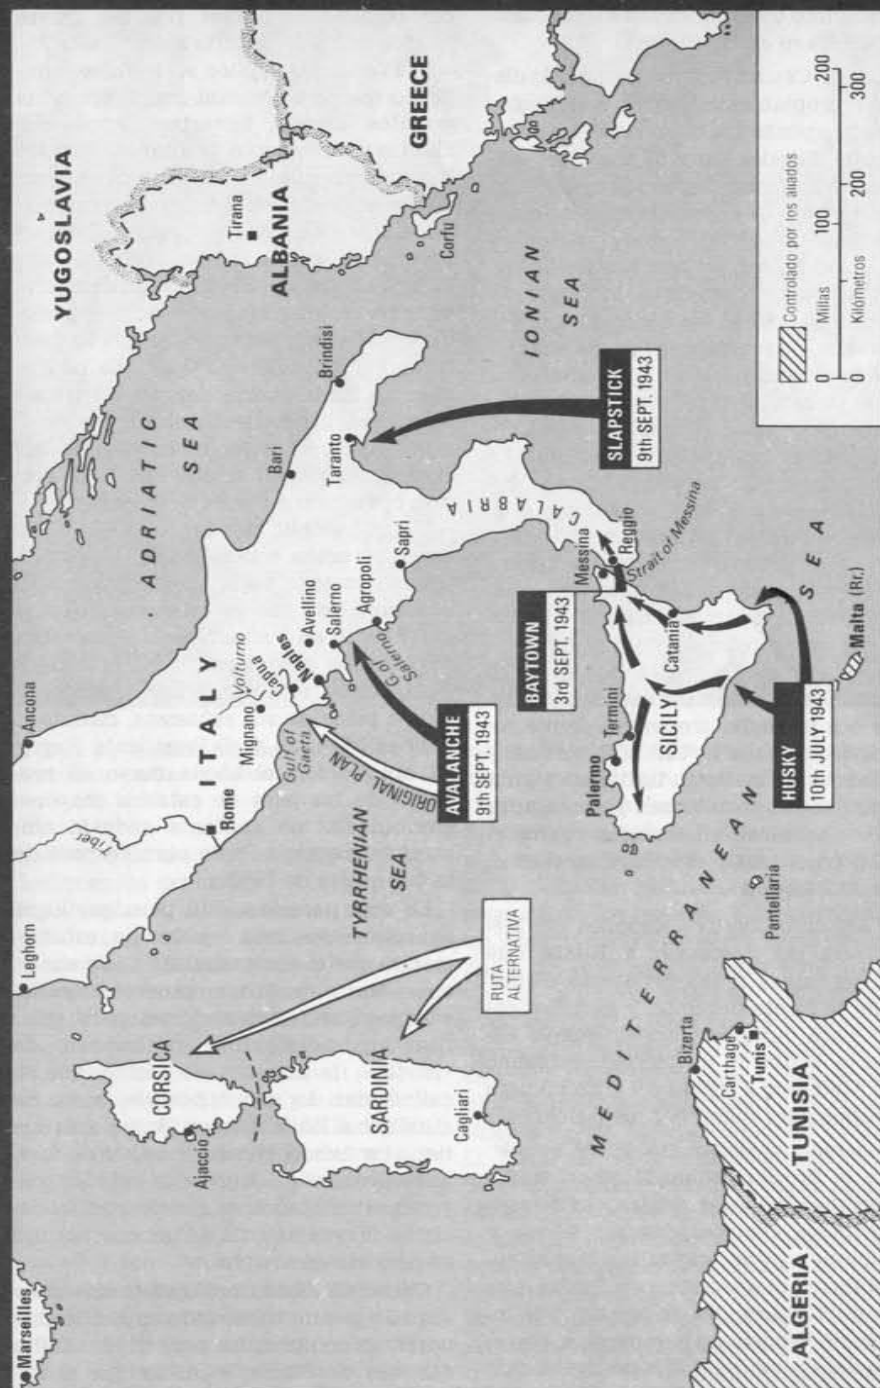 Marseilles
Leghorn
Ancona
ADRIATIC
SEA
YUGOSLAVIA
Tirana
ALBANIA
GREECE
Corfu
CORSICA
Ajaccio
Tiber
Rome
ITALY
Volturno
Mignano
Capua
Gulf of
Gaeta
Naples
Avellino
Salerno
Agropoli
G. of
Salerno
Sapri
Bari
Brindisi
Taranto
TYRRHENIAN
SEA
ORIGINAL PLAN
RUTA
ALTERNATIVA
SARDINIA
Cagliari
AVALANCHE
9th SEPT. 1943
BAYTOWN
3rd SEPT. 1943
SLAPSTICK
9th SEPT. 1943
CALABRIA
IONIAN
SEA
Messina
Reggio
Strait of Messina
Palermo
Termini
SICILY
Catania
HUSKY
10th JULY 1943
MEDITERRANEAN
SEA
Pantellaria
Malta (Br.)
Bizerta
Carthage
Tunis
ALGERIA
TUNISIA
Controlado por los aliados
0 100 200
Millas
0 200 300
Kilómetros